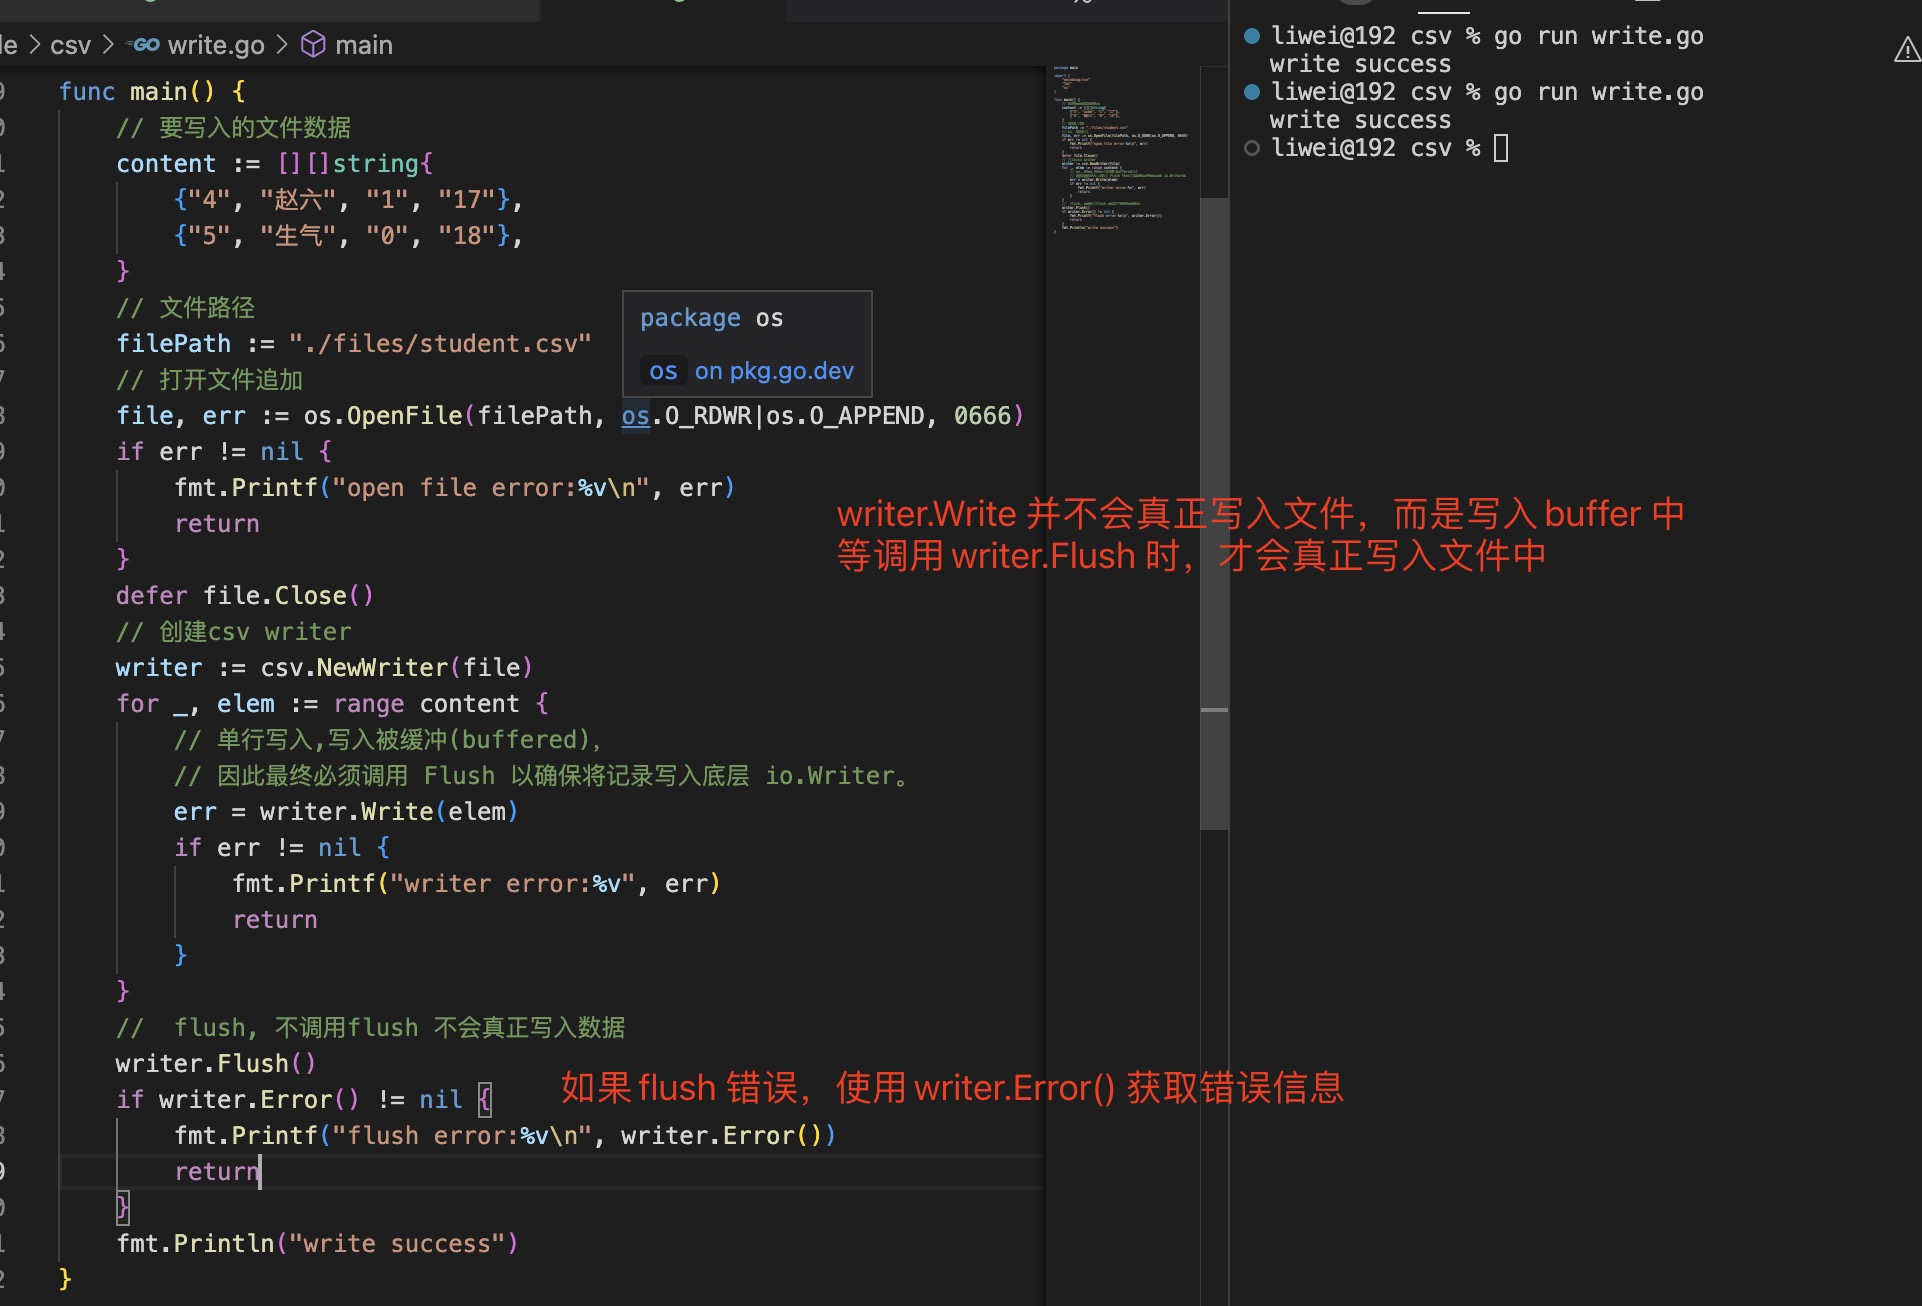 le > csv > GO write.go > main
func main() {
// 要写入的文件数据
content := [][]string{
{"4", "赵六", "1", "17"},
{"5", "生气", "0", "18"},
}
// 文件路径
filePath := "./files/student.csv"
// 打开文件追加
file, err := os.OpenFile(filePath, os.O_RDWR|os.O_APPEND, 0666)
if err != nil {
fmt.Printf("open file error:%v\n", err)
return
}
defer file.Close()
// 创建csv writer
writer := csv.NewWriter(file)
for _, elem := range content {
// 单行写入,写入被缓冲(buffered),
// 因此最终必须调用 Flush 以确保将记录写入底层 io.Writer。
err = writer.Write(elem)
if err != nil {
fmt.Printf("writer error:%v", err)
return
}
}
//  flush, 不调用flush 不会真正写入数据
writer.Flush()
if writer.Error() != nil {
fmt.Printf("flush error:%v\n", writer.Error())
return
}
fmt.Println("write success")
}
package os
os on pkg.go.dev
writer.Write 并不会真正写入文件，而是写入 buffer 中
等调用 writer.Flush 时，才会真正写入文件中
如果 flush 错误，使用 writer.Error() 获取错误信息
liwei@192 csv % go run write.go
write success
liwei@192 csv % go run write.go
write success
liwei@192 csv %